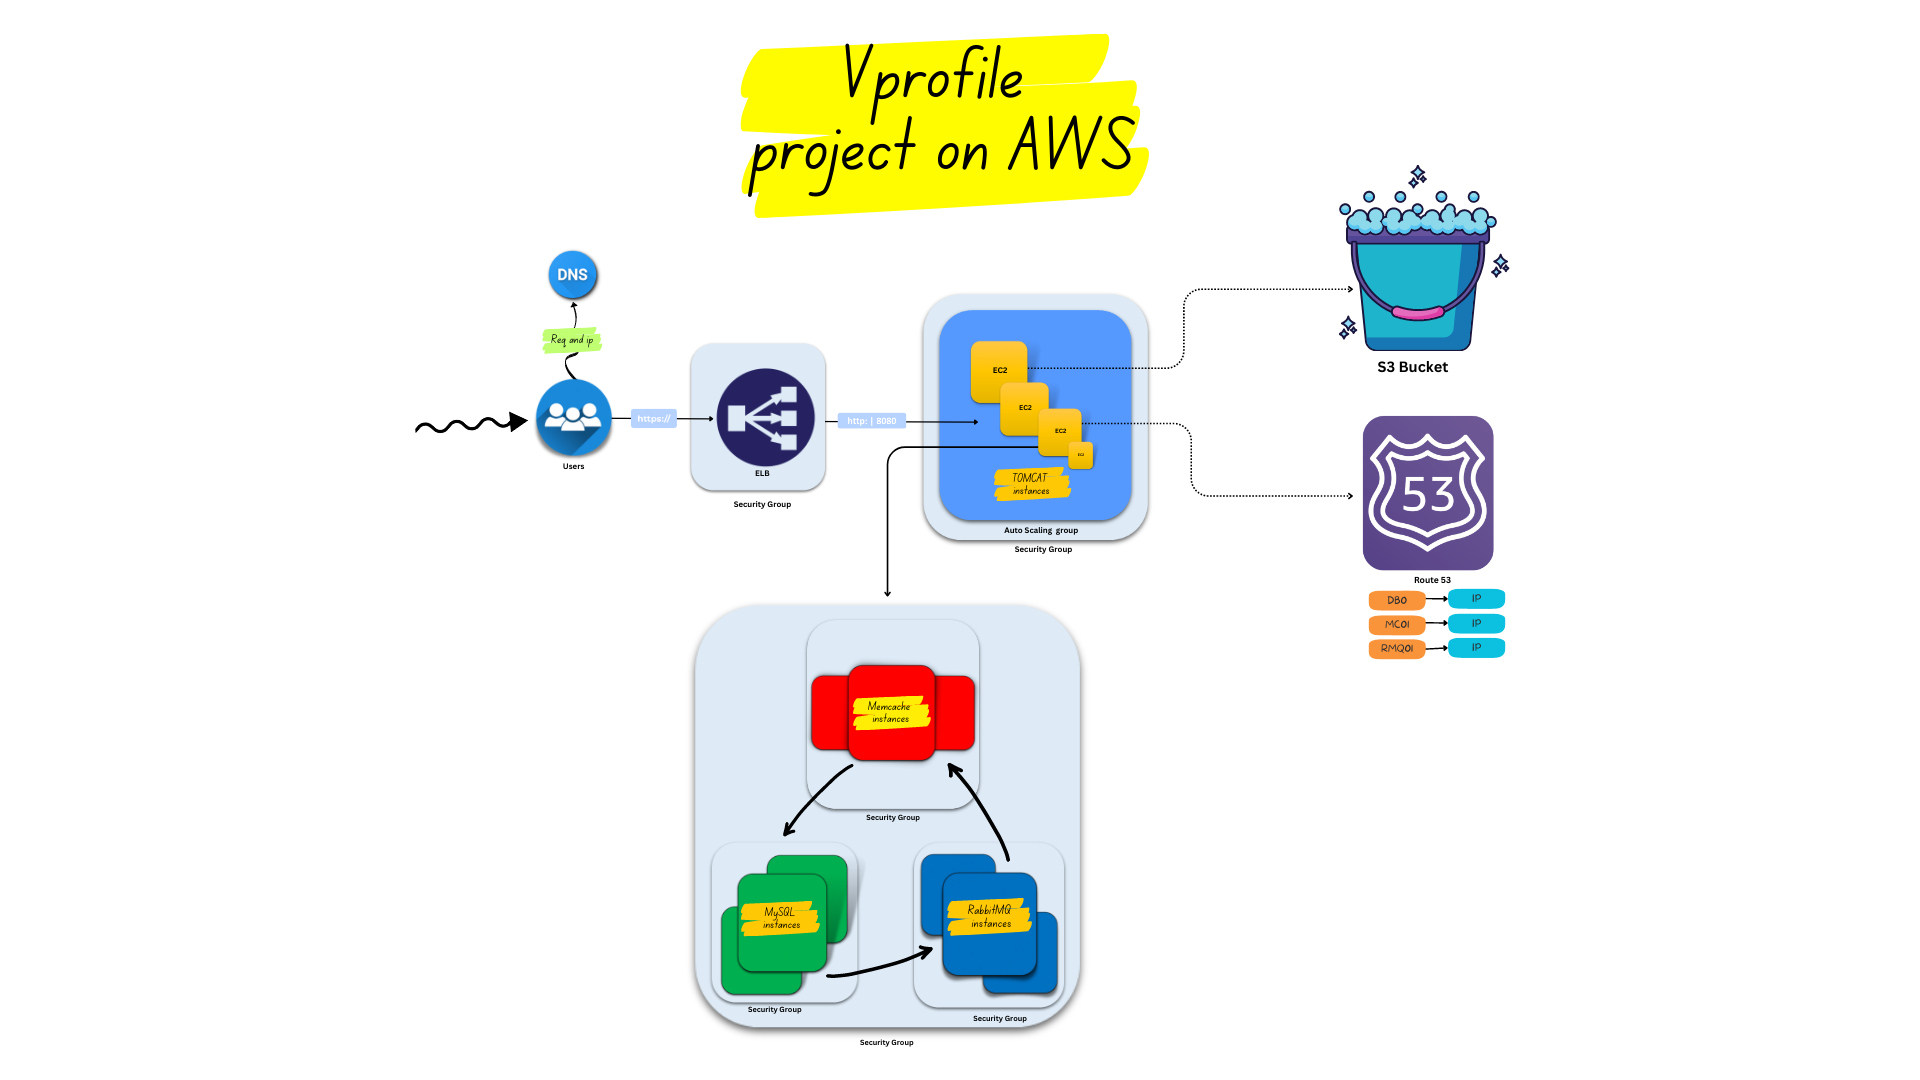 Vprofile
project on AWS
DNS
Req and ip
Users
https://
ELB
Security Group
http: | 8080
EC2
EC2
EC2
EC2
TOMCAT
instances
Auto Scaling group
Security Group
S3 Bucket
53
Route 53
DB0 IP
MC01 IP
RMQ01 IP
Memcache
instances
Security Group
MySQL
instances
Security Group
RabbitMQ
instances
Security Group
Security Group